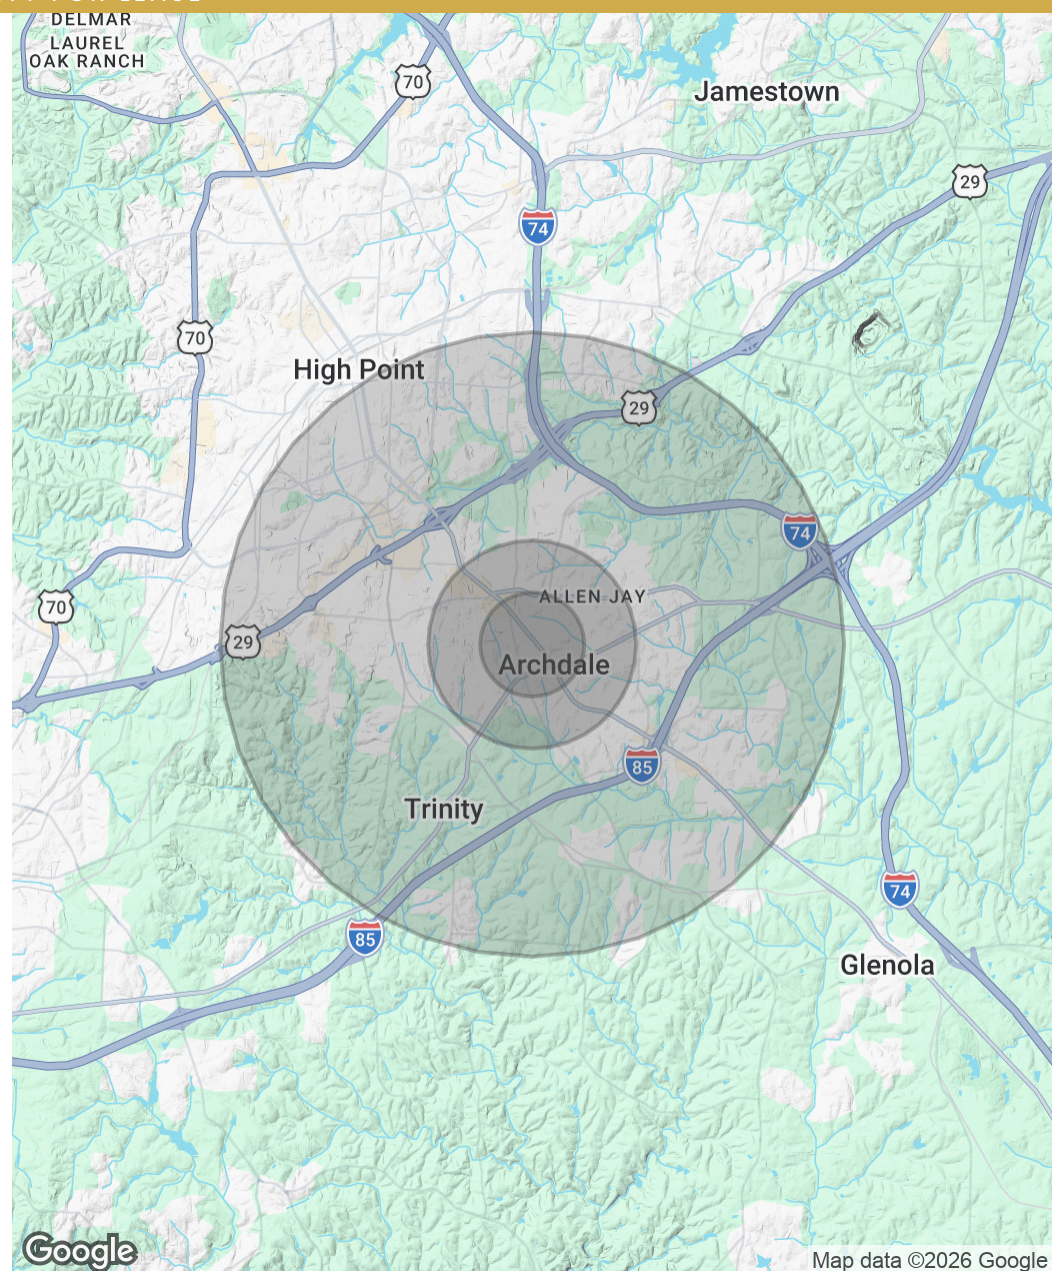 DELMAR
LAUREL
OAK RANCH
70
Jamestown
29
74
70
High Point
29
74
70
ALLEN JAY
29
Archdale
85
Trinity
74
85
Glenola
Google
Map data ©2026 Google